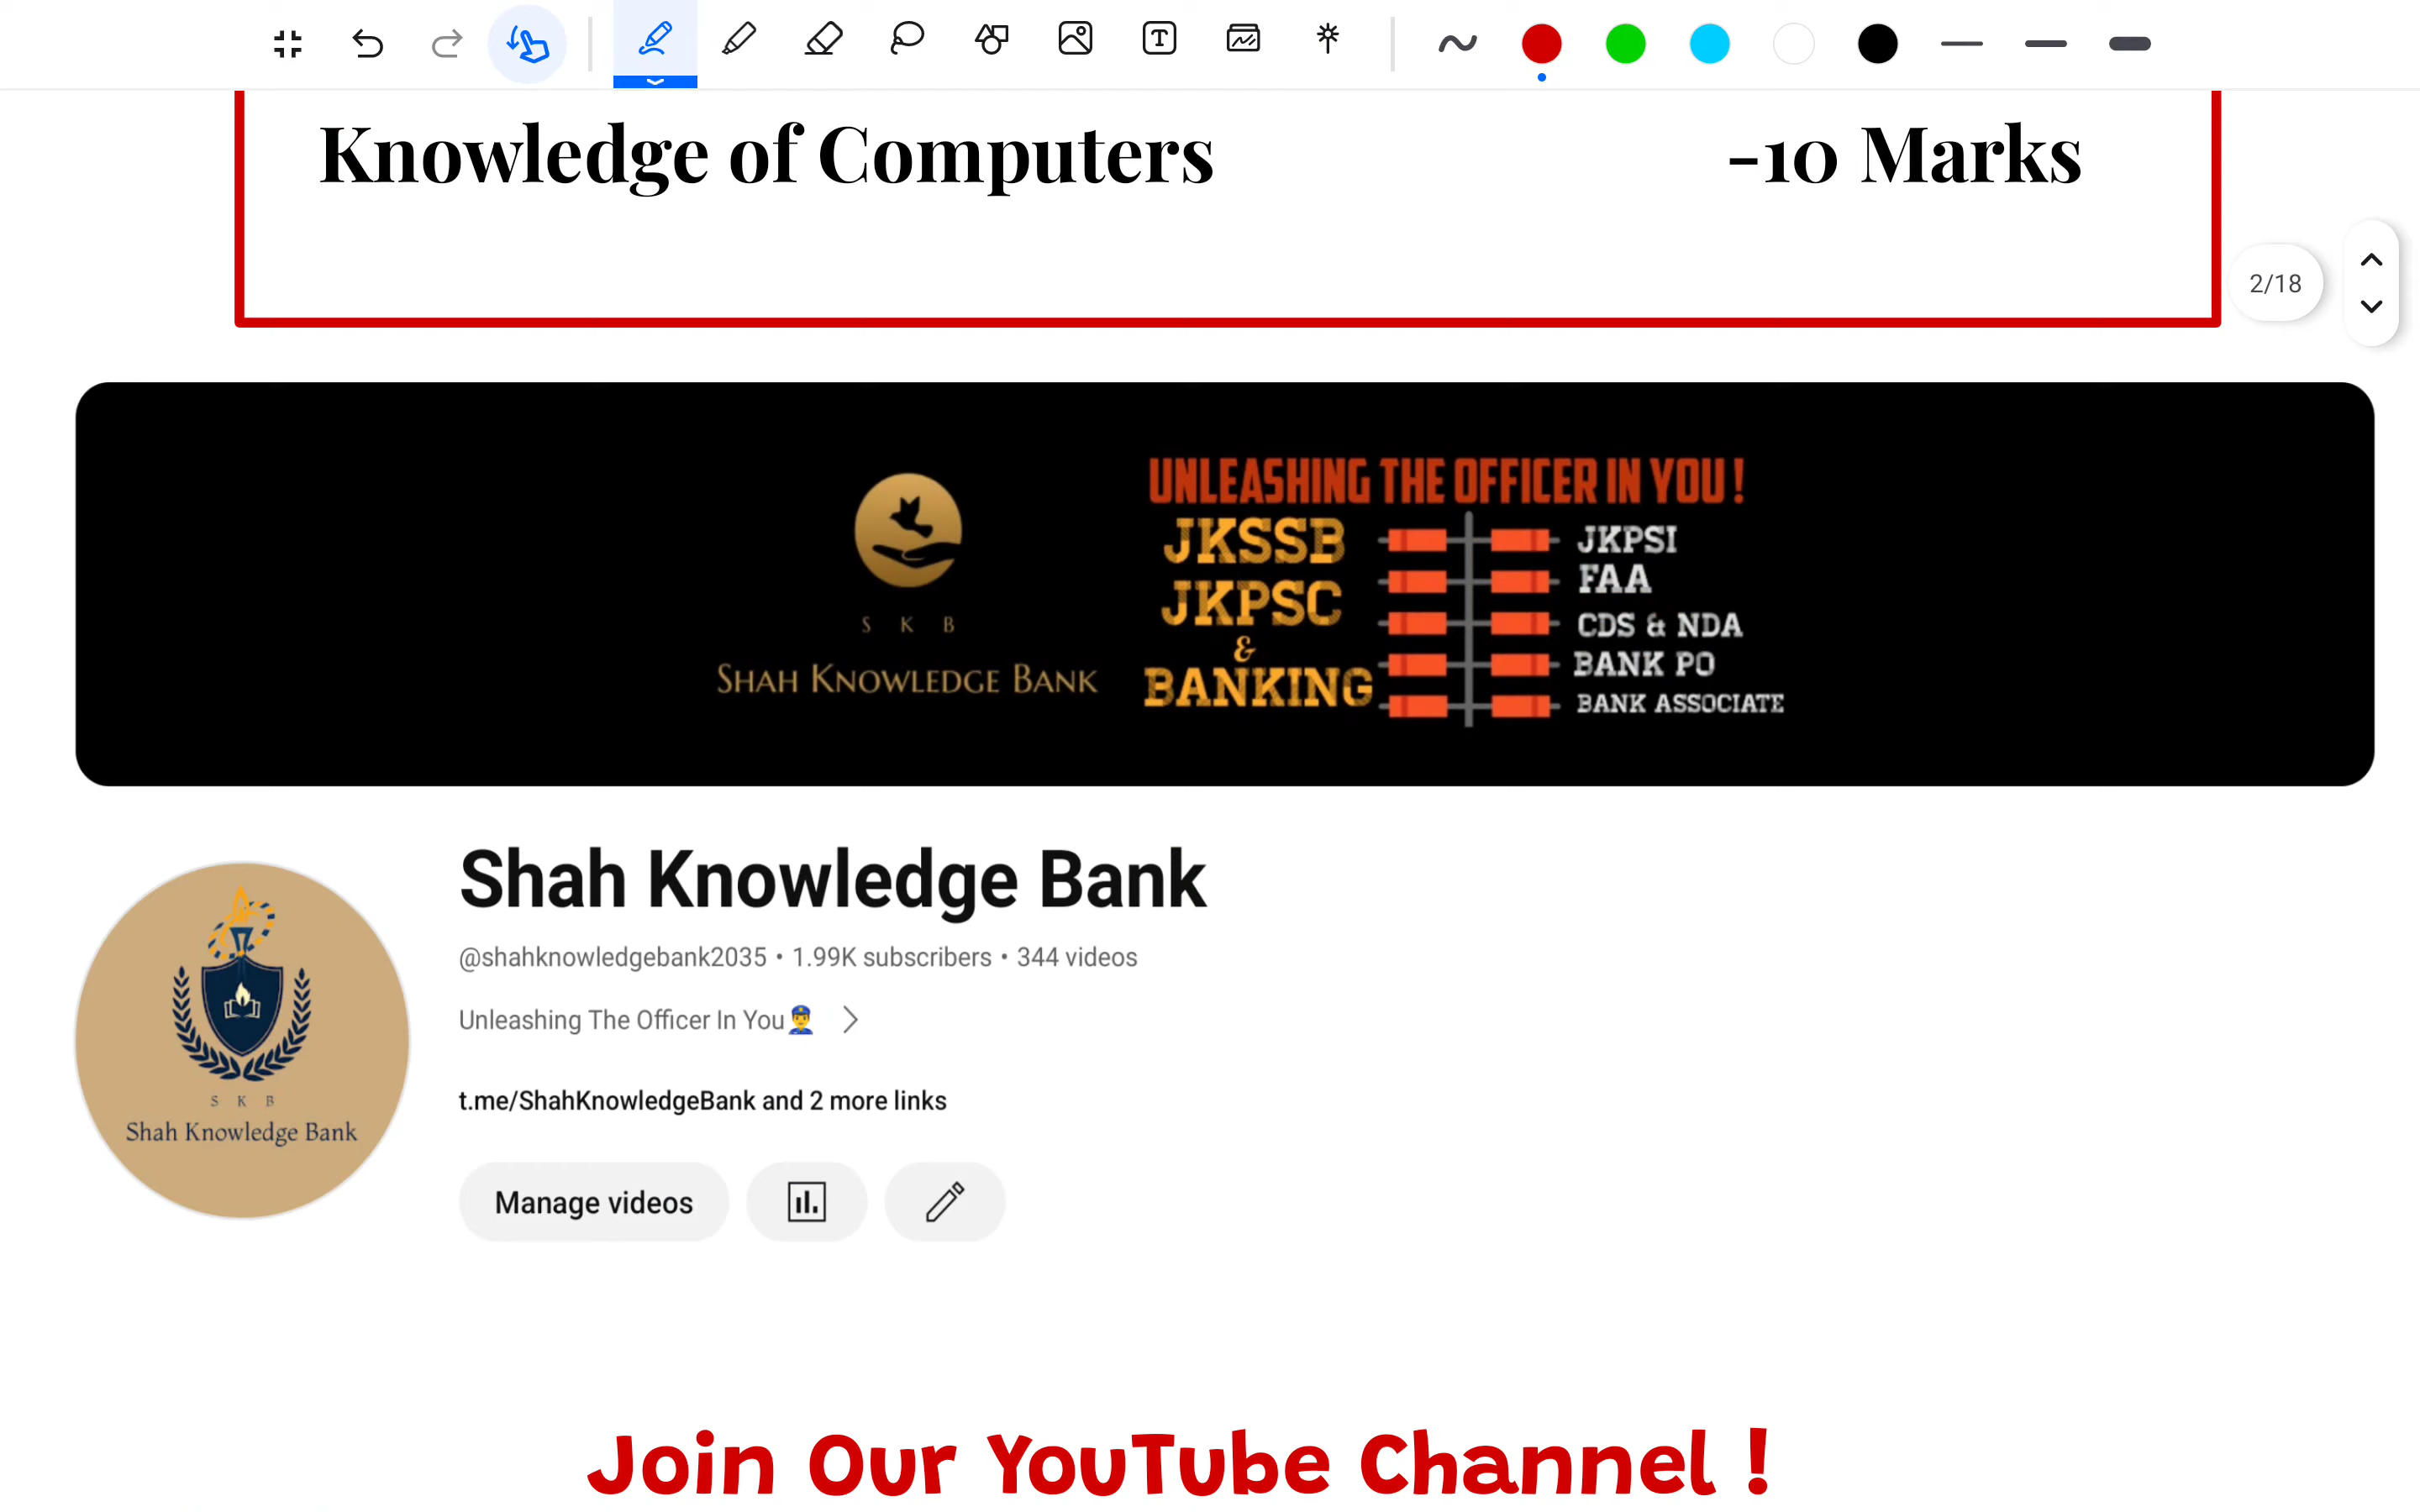 Knowledge of Computers -10 Marks
2/18
UNLEASHING THE OFFICER IN YOU !
JKSSB
JKPSC
&
BANKING
JKPSI
FAA
CDS & NDA
BANK PO
BANK ASSOCIATE
S K B
SHAH KNOWLEDGE BANK
Shah Knowledge Bank
@shahknowledgebank2035 • 1.99K subscribers • 344 videos
Unleashing The Officer In You👮‍♂️
t.me/ShahKnowledgeBank and 2 more links
Manage videos
S K B
Shah Knowledge Bank
Join Our YouTube Channel !